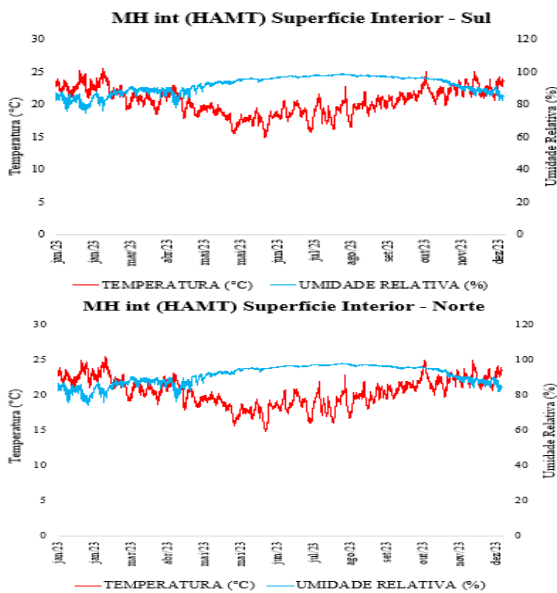 MH int (HAMT) Superfície Interior - Sul
30
25
20
15
10
5
0
Temperatura (°C)
120
100
80
60
40
20
0
Umidade Relativa (%)
jan/23 jan/23 mar/23 abr/23 mai/23 mai/23 jun/23 jul/23 ago/23 set/23 out/23 nov/23 dez/23
TEMPERATURA (°C) UMIDADE RELATIVA (%)
MH int (HAMT) Superfície Interior - Norte
30
25
20
15
10
5
0
Temperatura (°C)
120
100
80
60
40
20
0
Umidade Relativa (%)
jan/23 jan/23 mar/23 abr/23 mai/23 mai/23 jun/23 jul/23 ago/23 set/23 out/23 nov/23 dez/23
TEMPERATURA (°C) UMIDADE RELATIVA (%)